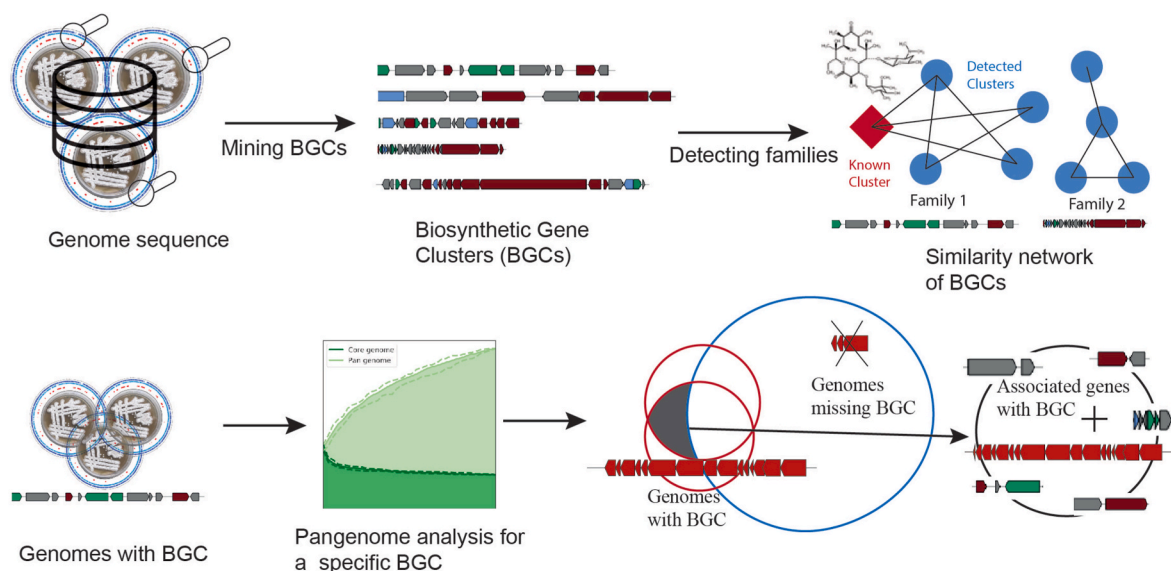 Genome sequence
Mining BGCs
Biosynthetic Gene
Clusters (BGCs)
Detecting families
Detected
Clusters
Known
Cluster
Family 1
Family 2
Similarity network
of BGCs
Genomes with BGC
Core genome
Pan genome
Pangenome analysis for
a specific BGC
Genomes
with BGC
Genomes
missing BGC
Associated genes
with BGC
+